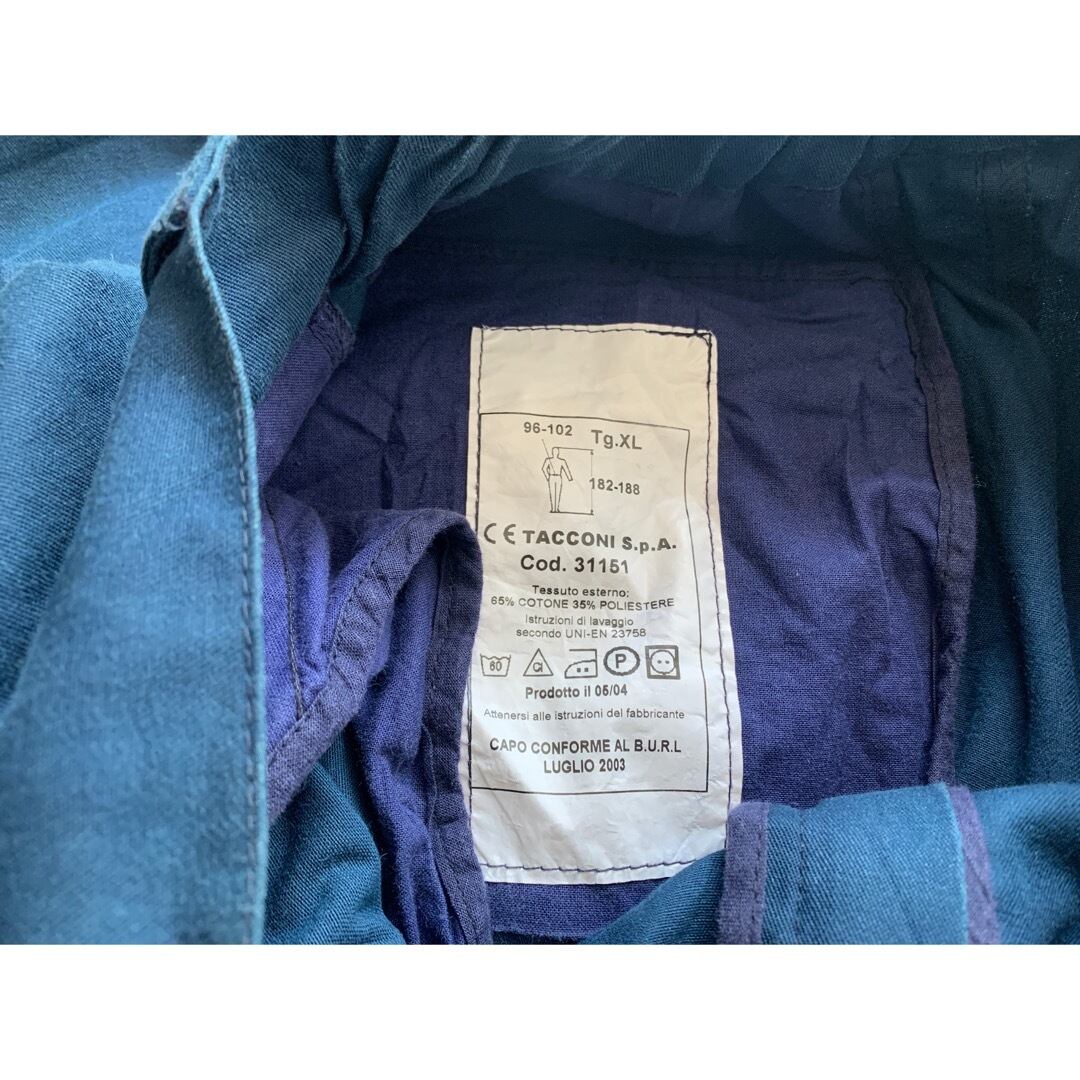 96-102 Tg.XL
182-188
CE TACCONI S.p.A.
Cod. 31151
Tessuto esterno:
65% COTONE 35% POLIESTERE
Istruzioni di lavaggio
secondo UNI-EN 23758
60 Cl P
Prodotto il 05/04
Attenersi alle istruzioni del fabbricante
CAPO CONFORME AL B.U.R.L
LUGLIO 2003